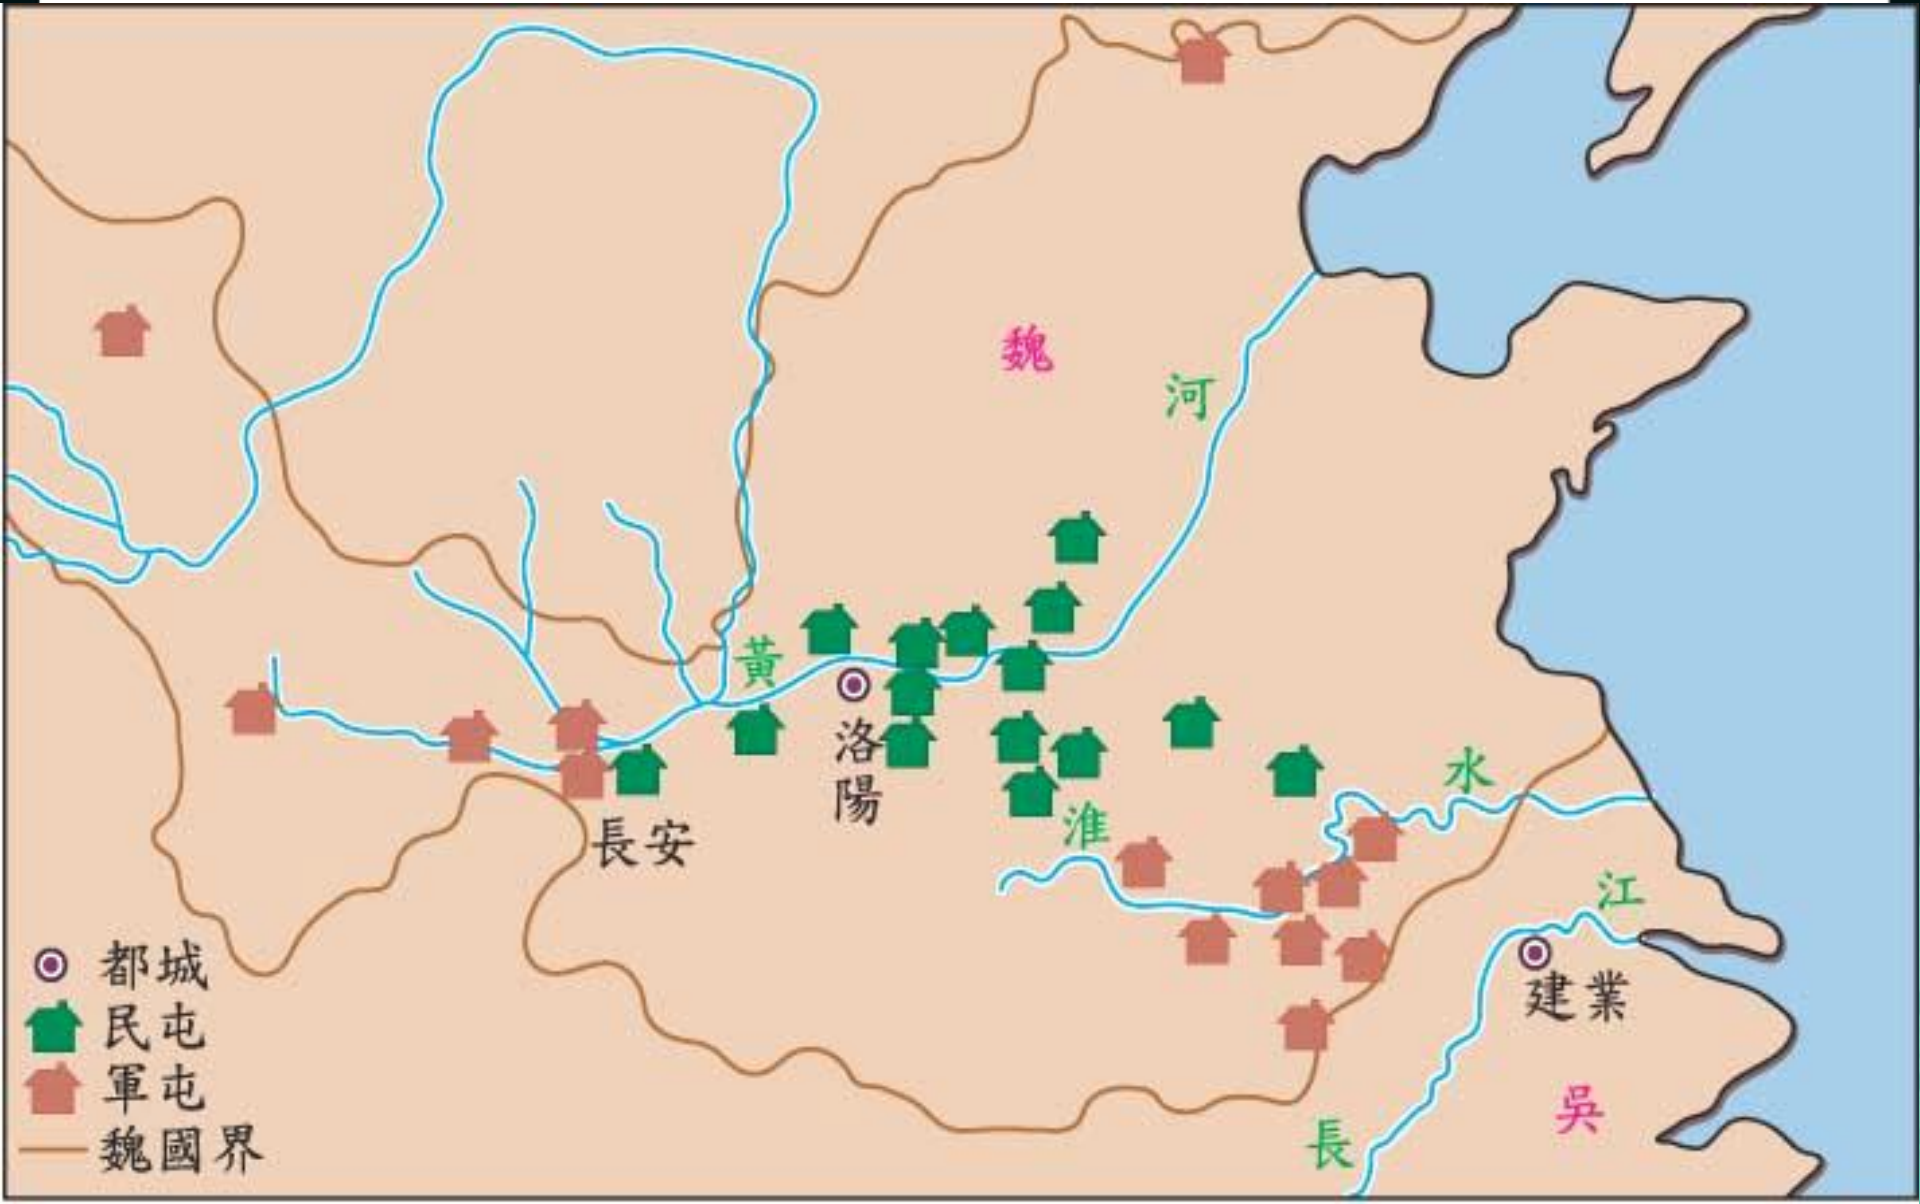 魏
河
黃
洛陽
水
淮
長安
江
建業
吳
長
都城
民屯
軍屯
魏國界